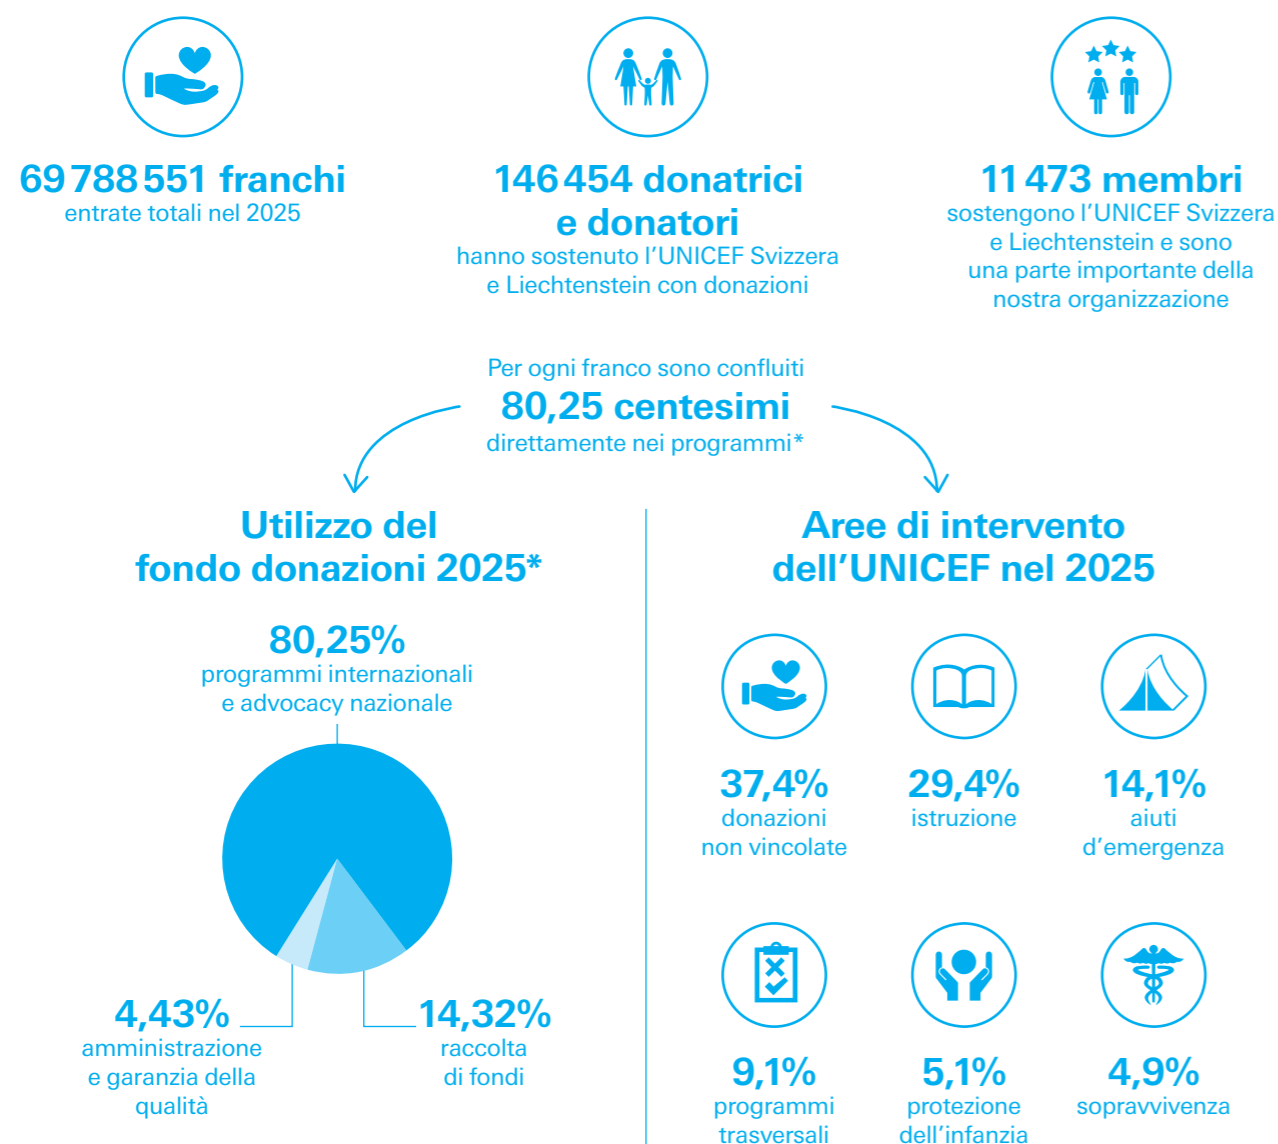 69 788 551 franchi
entrate totali nel 2025
146 454 donatrici
e donatori
hanno sostenuto l’UNICEF Svizzera
e Liechtenstein con donazioni
11 473 membri
sostengono l’UNICEF Svizzera
e Liechtenstein e sono
una parte importante della
nostra organizzazione
Per ogni franco sono confluiti
80,25 centesimi
direttamente nei programmi*
Utilizzo del
fondo donazioni 2025*
80,25%
programmi internazionali
e advocacy nazionale
4,43%
amministrazione
e garanzia della
qualità
14,32%
raccolta
di fondi
Aree di intervento
dell’UNICEF nel 2025
37,4%
donazioni
non vincolate
29,4%
istruzione
14,1%
aiuti
d’emergenza
9,1%
programmi
trasversali
5,1%
protezione
dell’infanzia
4,9%
sopravvivenza